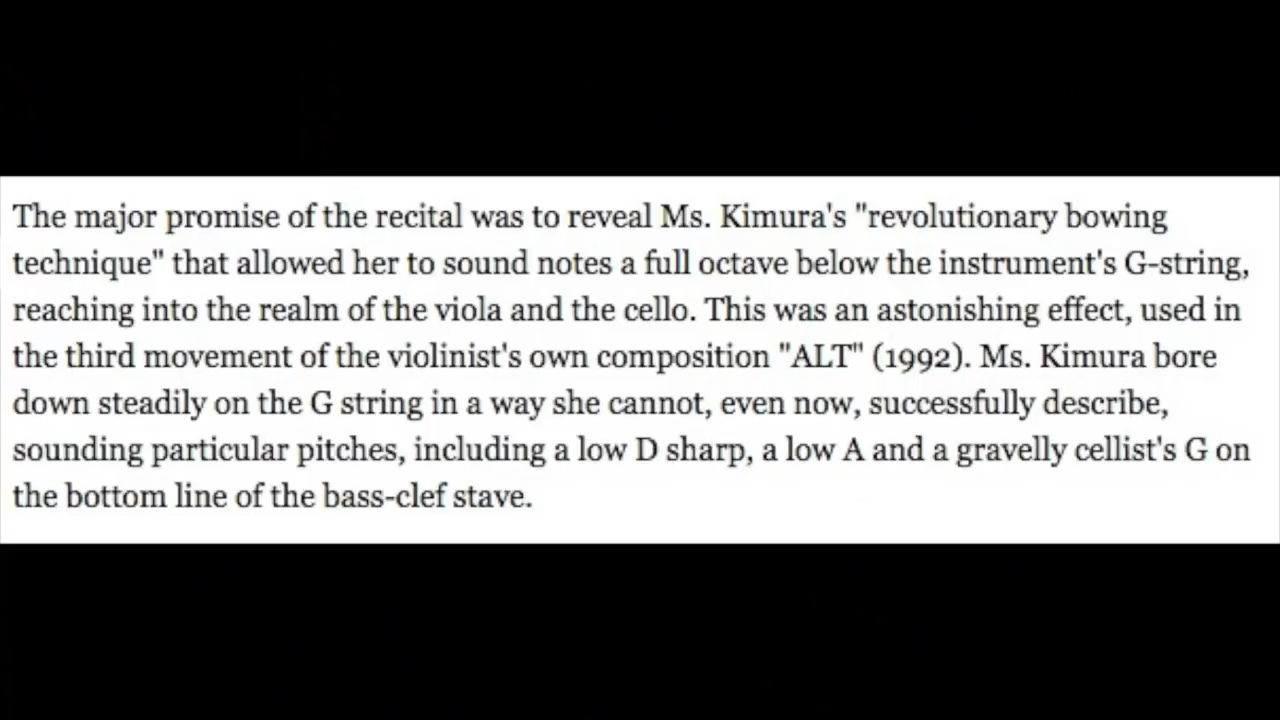 The major promise of the recital was to reveal Ms. Kimura's "revolutionary bowing
technique" that allowed her to sound notes a full octave below the instrument's G-string,
reaching into the realm of the viola and the cello. This was an astonishing effect, used in
the third movement of the violinist's own composition "ALT" (1992). Ms. Kimura bore
down steadily on the G string in a way she cannot, even now, successfully describe,
sounding particular pitches, including a low D sharp, a low A and a gravelly cellist's G on
the bottom line of the bass-clef stave.